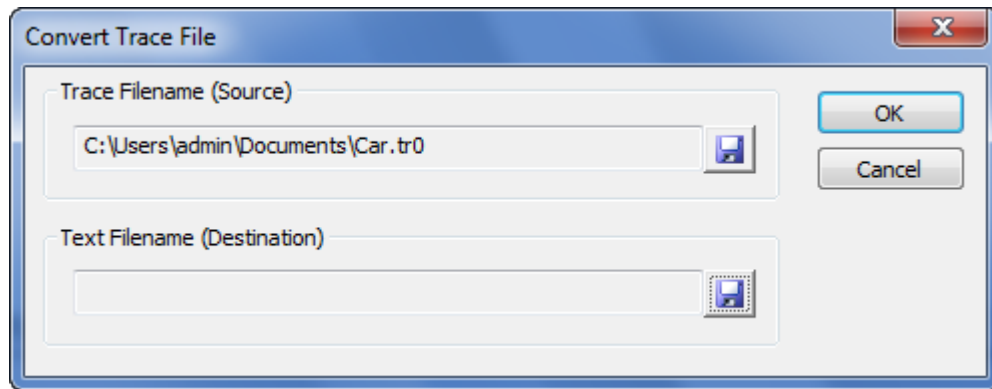 Convert Trace File
Trace Filename (Source)
C:\Users\admin\Documents\Car.tr0
OK
Cancel
Text Filename (Destination)